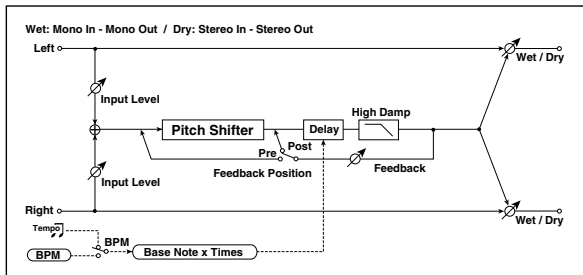 Wet: Mono In - Mono Out / Dry: Stereo In - Stereo Out
Left
Wet / Dry
Input Level
High Damp
Pitch Shifter
Delay
Post
Pre
Feedback Position
Feedback
Input Level
Right
Wet / Dry
Tempo
BPM
BPM
Base Note x Times